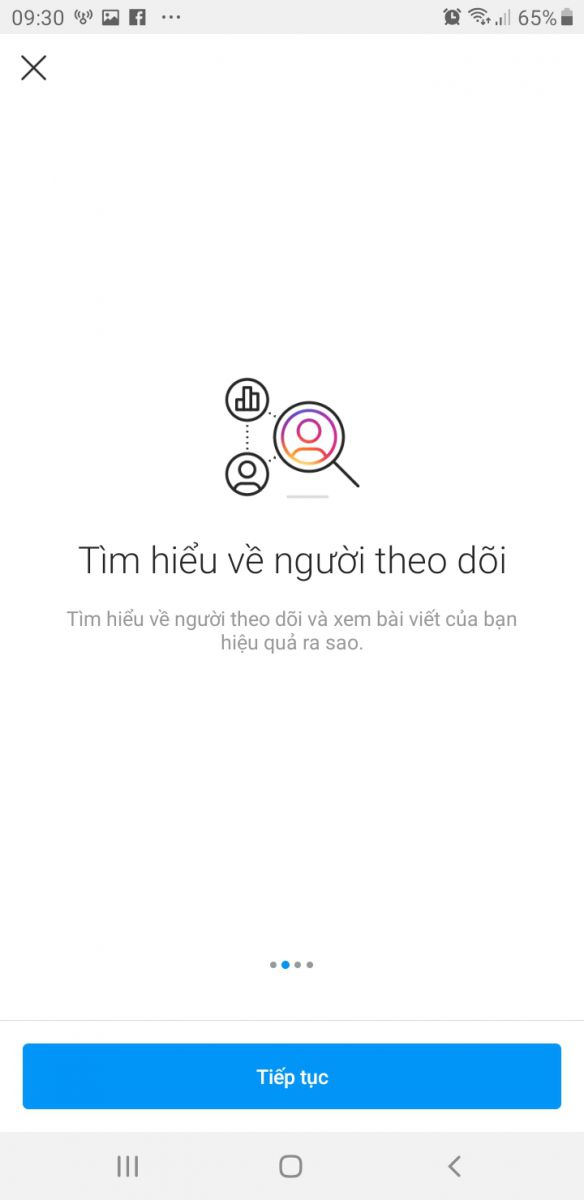 09:30
65%
Tìm hiểu về người theo dõi
Tìm hiểu về người theo dõi và xem bài viết của bạn
hiệu quả ra sao.
Tiếp tục